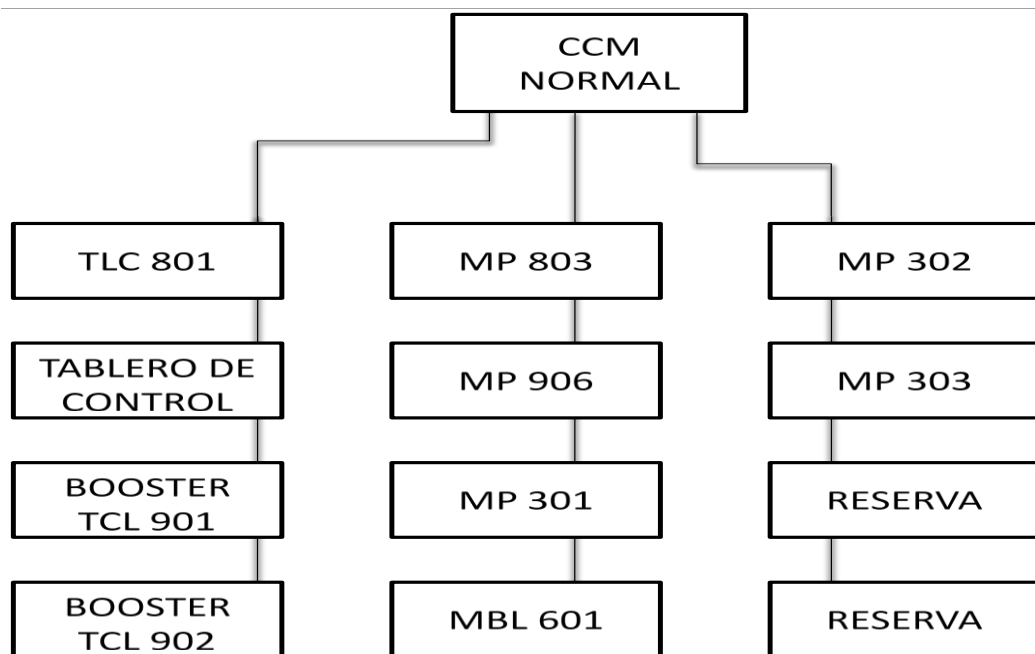 CCM
NORMAL
TLC 801
MP 803
MP 302
TABLERO DE
CONTROL
MP 906
MP 303
BOOSTER
TCL 901
MP 301
RESERVA
BOOSTER
TCL 902
MBL 601
RESERVA